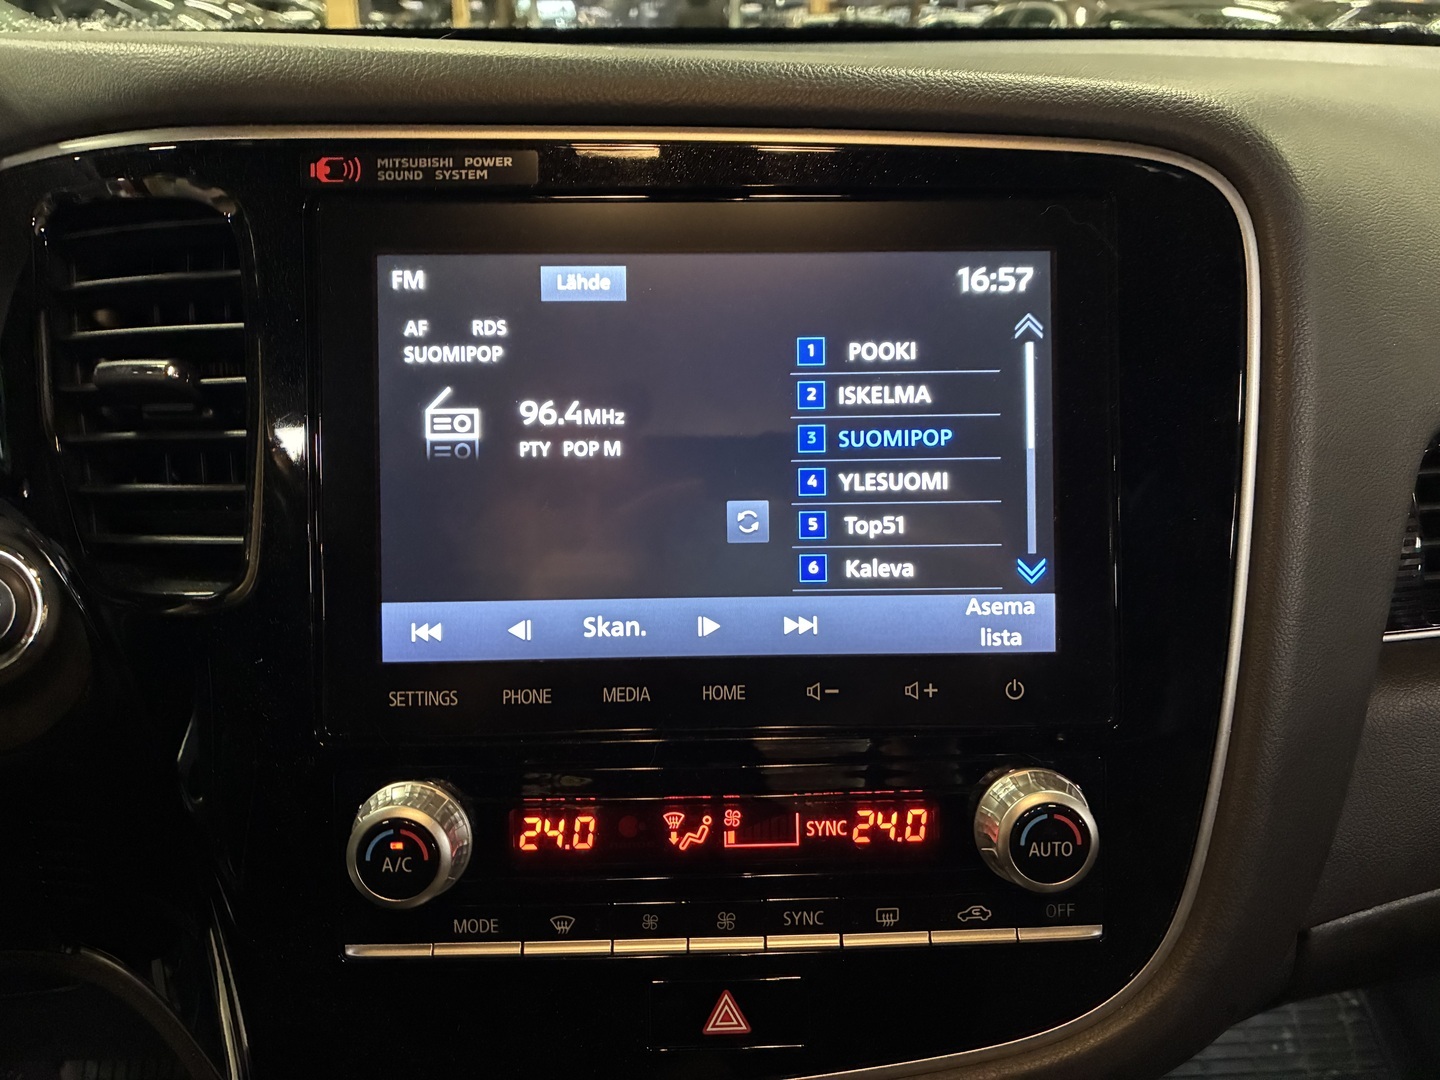 MITSUBISHI POWER
SOUND SYSTEM
FM
Lähde
16:57
AF RDS
SUOMIPOP
96.4MHz
PTY POP M
1 POOKI
2 ISKELMA
3 SUOMIPOP
4 YLESUOMI
5 Top51
6 Kaleva
Skan.
Asema
lista
SETTINGS
PHONE
MEDIA
HOME
A/C
24.0
SYNC
24.0
AUTO
MODE
SYNC
OFF